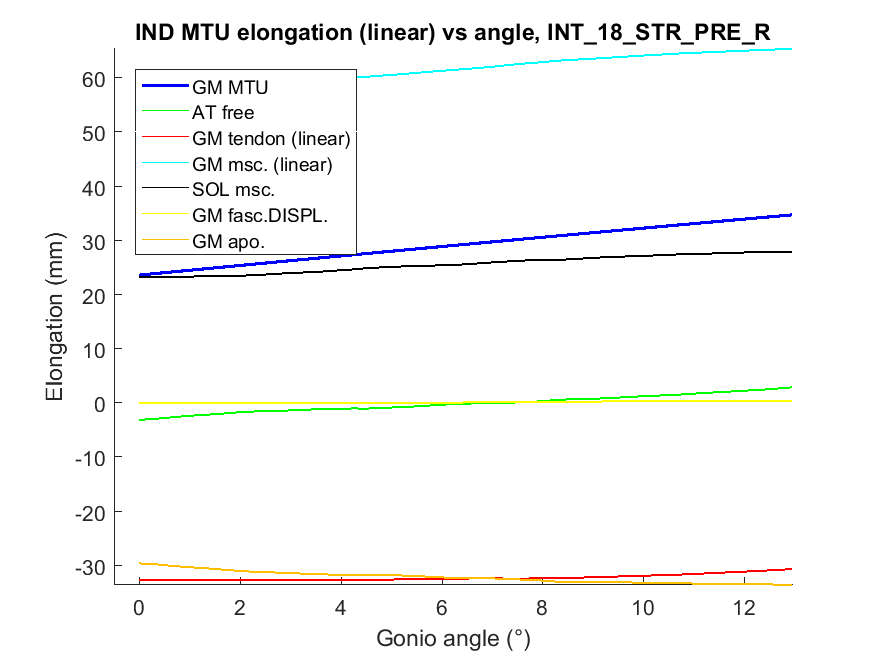 IND MTU elongation (linear) vs angle, INT_18_STR_PRE_R
GM MTU
AT free
GM tendon (linear)
GM msc. (linear)
SOL msc.
GM fasc.DISPL.
GM apo.
Elongation (mm)
60
50
40
30
20
10
0
-10
-20
-30
0 2 4 6 8 10 12
Gonio angle (°)